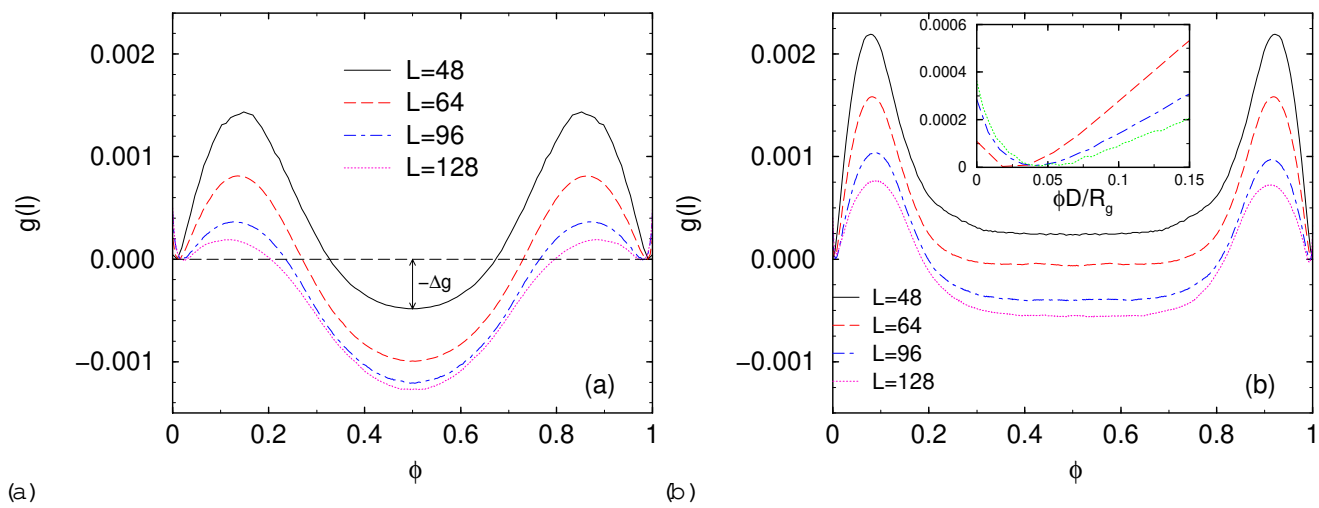 0.002
0.001
0.000
−0.001
g(l)
L=48
L=64
L=96
L=128
−Δg
(a)
0 0.2 0.4 0.6 0.8 1
ϕ
(a)
0.002
0.001
0.000
−0.001
g(l)
0.0006
0.0004
0.0002
0
0 0.05 0.1 0.15
ϕD/Rg
L=48
L=64
L=96
L=128
(b)
0 0.2 0.4 0.6 0.8 1
ϕ
(b)